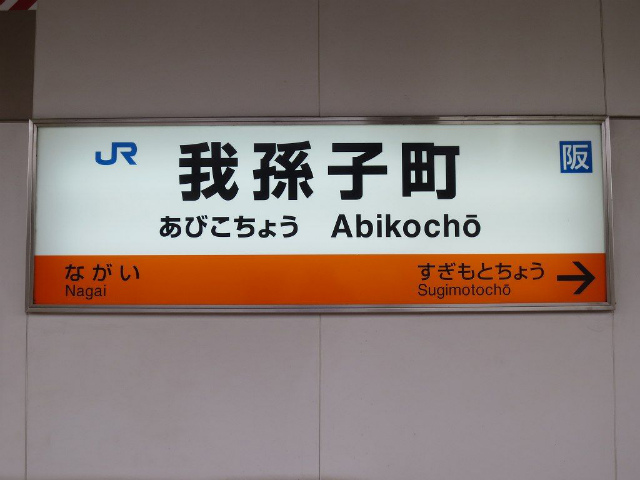 JR 我孫子町 阪
あびこちょう Abikochō
ながい すぎもとちょう →
Nagai Sugimotochō